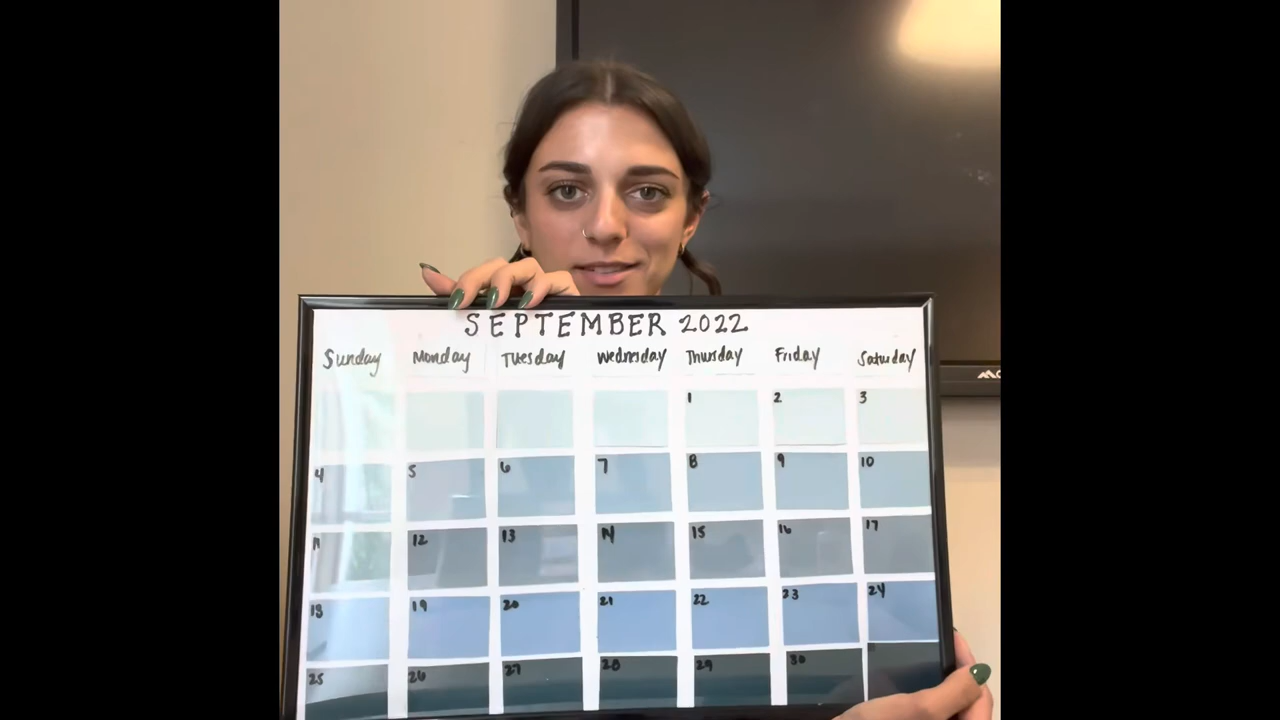 SEPTEMBER 2022
Sunday Monday Tuesday Wednesday Thursday Friday Saturday
1 2 3
4 5 6 7 8 9 10
11 12 13 14 15 16 17
18 19 20 21 22 23 24
25 26 27 28 29 30